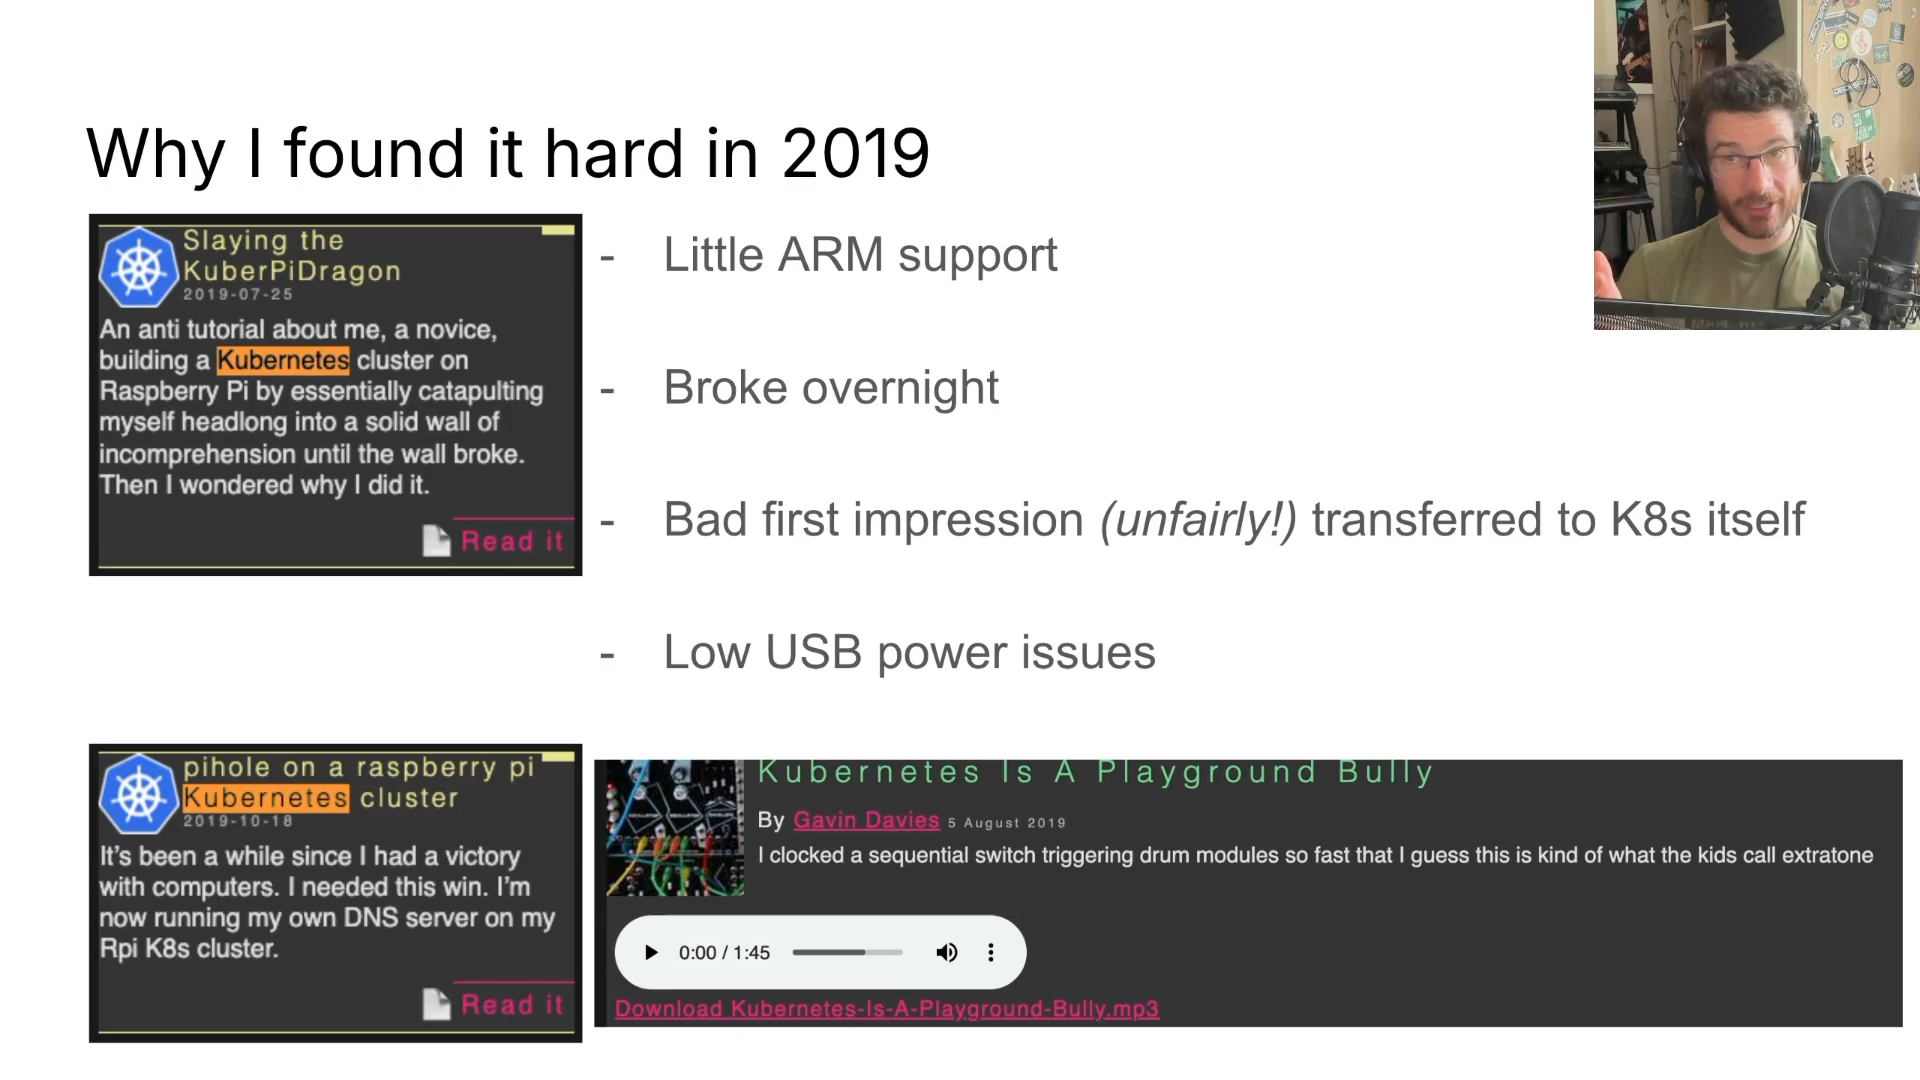 Why I found it hard in 2019
Slaying the
KuberPiDragon
2019-07-25
An anti tutorial about me, a novice,
building a Kubernetes cluster on
Raspberry Pi by essentially catapulting
myself headlong into a solid wall of
incomprehension until the wall broke.
Then I wondered why I did it.
Read it
- Little ARM support
- Broke overnight
- Bad first impression (unfairly!) transferred to K8s itself
- Low USB power issues
pihole on a raspberry pi
Kubernetes cluster
2019-10-18
It's been a while since I had a victory
with computers. I needed this win. I'm
now running my own DNS server on my
Rpi K8s cluster.
Read it
Kubernetes Is A Playground Bully
By Gavin Davies 5 August 2019
I clocked a sequential switch triggering drum modules so fast that I guess this is kind of what the kids call extratone
0:00 / 1:45
Download Kubernetes-Is-A-Playground-Bully.mp3